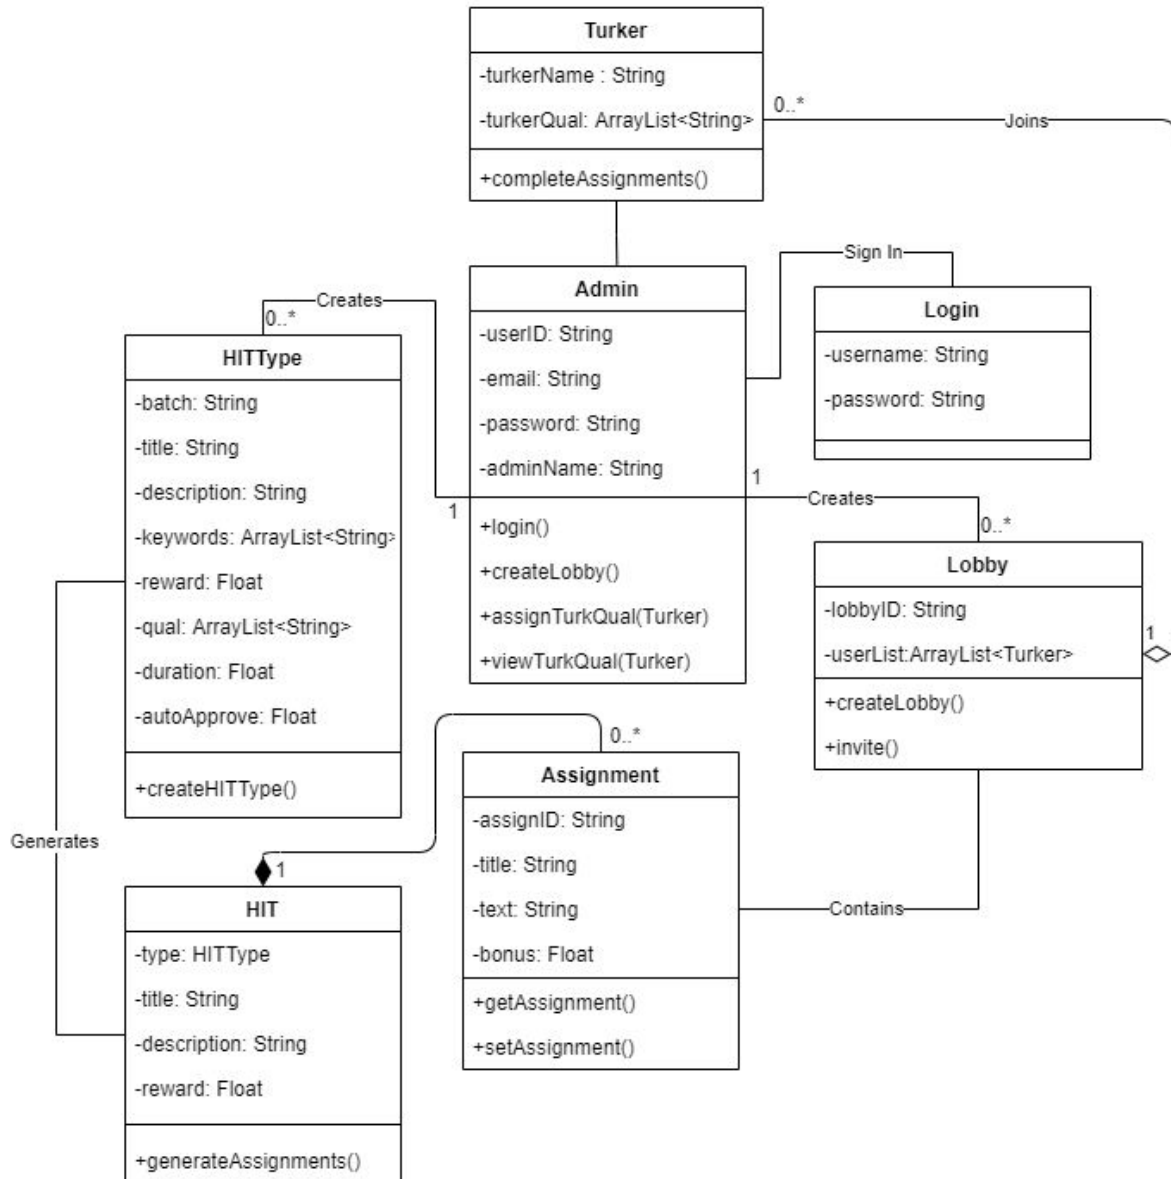 Turker
-turkerName : String
-turkerQual: ArrayList<String>
+completeAssignments()
0..*
Joins
Sign In
Admin
-userID: String
-email: String
-password: String
-adminName: String
+login()
+createLobby()
+assignTurkQual(Turker)
+viewTurkQual(Turker)
Login
-username: String
-password: String
Creates
0..*
1
HITType
-batch: String
-title: String
-description: String
-keywords: ArrayList<String>
-reward: Float
-qual: ArrayList<String>
-duration: Float
-autoApprove: Float
+createHITType()
1
Creates
0..*
Lobby
-lobbyID: String
-userList:ArrayList<Turker>
+createLobby()
+invite()
1
Generates
0..*
Assignment
-assignID: String
-title: String
-text: String
-bonus: Float
+getAssignment()
+setAssignment()
Contains
1
HIT
-type: HITType
-title: String
-description: String
-reward: Float
+generateAssignments()